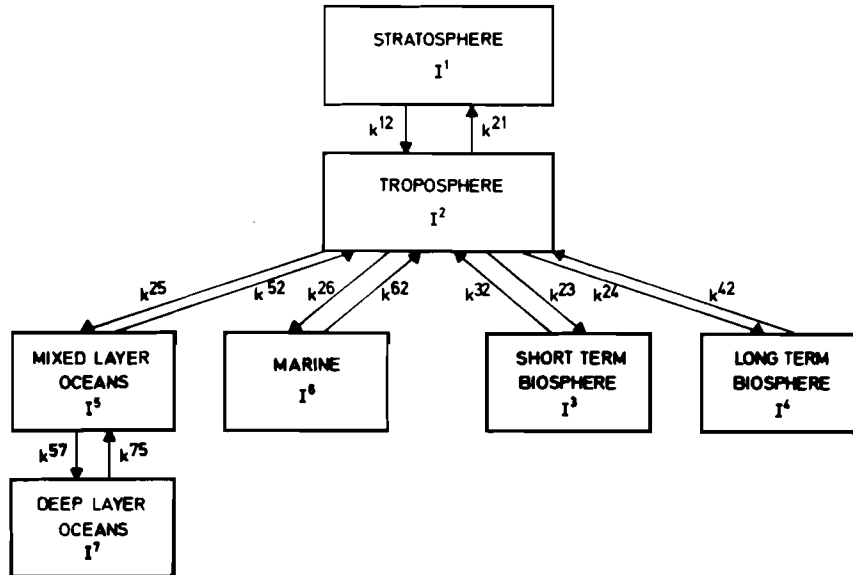 STRATOSPHERE
I¹
k¹² k²¹
TROPOSPHERE
I²
k²⁵ k⁵² k²⁶ k⁶² k³² k²³ k²⁴ k⁴²
MIXED LAYER
OCEANS
I⁵
MARINE
I⁶
SHORT TERM
BIOSPHERE
I³
LONG TERM
BIOSPHERE
I⁴
k⁵⁷ k⁷⁵
DEEP LAYER
OCEANS
I⁷